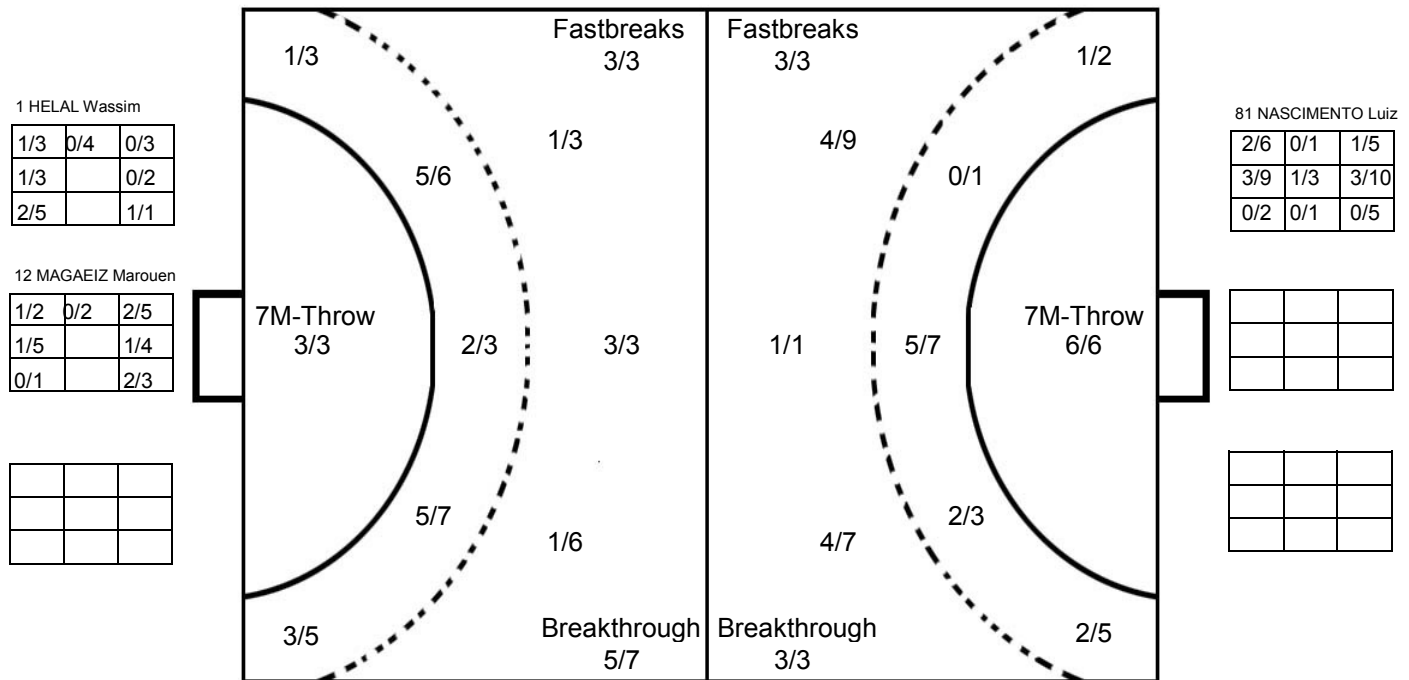 1 HELAL Wassim
1/3 0/4 0/3
1/3 0/2
2/5 1/1
12 MAGAEIZ Marouen
1/2 0/2 2/5
1/5 1/4
0/1 2/3
Fastbreaks
3/3
1/3
1/3
5/6
7M-Throw
3/3
2/3
3/3
5/7
1/6
3/5
Breakthrough
5/7
Fastbreaks
3/3
1/2
4/9
0/1
7M-Throw
6/6
1/1
5/7
2/3
4/7
2/5
Breakthrough
3/3
81 NASCIMENTO Luiz
2/6 0/1 1/5
3/9 1/3 3/10
0/2 0/1 0/5